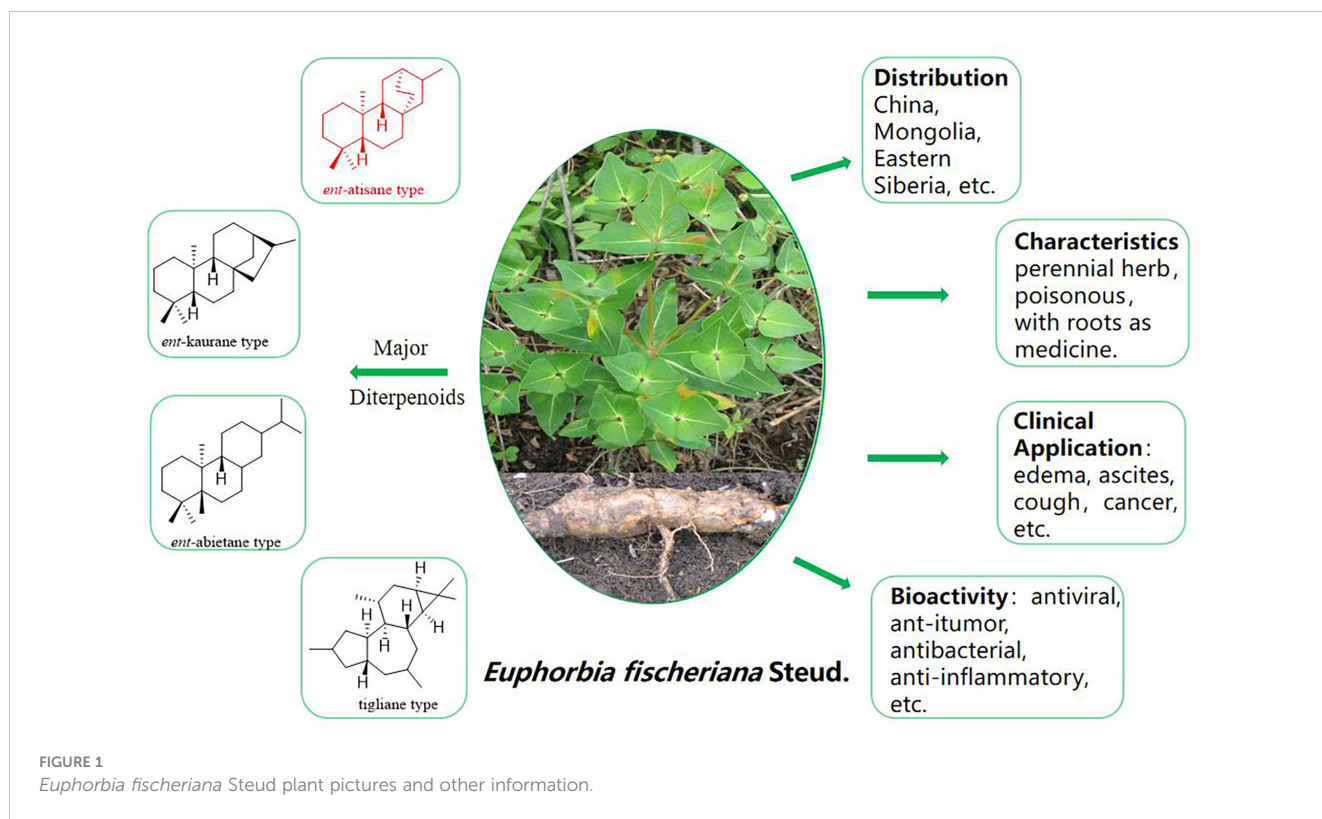 ent-atisane type
H
H
ent-kaurane type
H
H
ent-abietane type
H
tigliane type
H
H
H
H
H
H
Major
Diterpenoids
Distribution
China,
Mongolia,
Eastern
Siberia, etc.
Characteristics
perennial herb,
poisonous,
with roots as
medicine.
Clinical
Application:
edema, ascites,
cough, cancer,
etc.
Bioactivity: antiviral,
ant-itumor,
antibacterial,
anti-inflammatory,
etc.
Euphorbia fischeriana Steud.
FIGURE 1
Euphorbia fischeriana Steud plant pictures and other information.